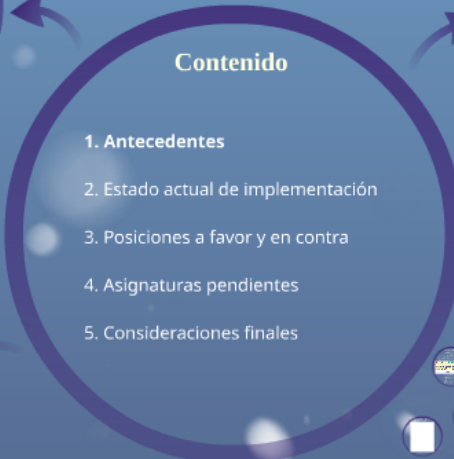 Contenido
1. Antecedentes
2. Estado actual de implementación
3. Posiciones a favor y en contra
4. Asignaturas pendientes
5. Consideraciones finales